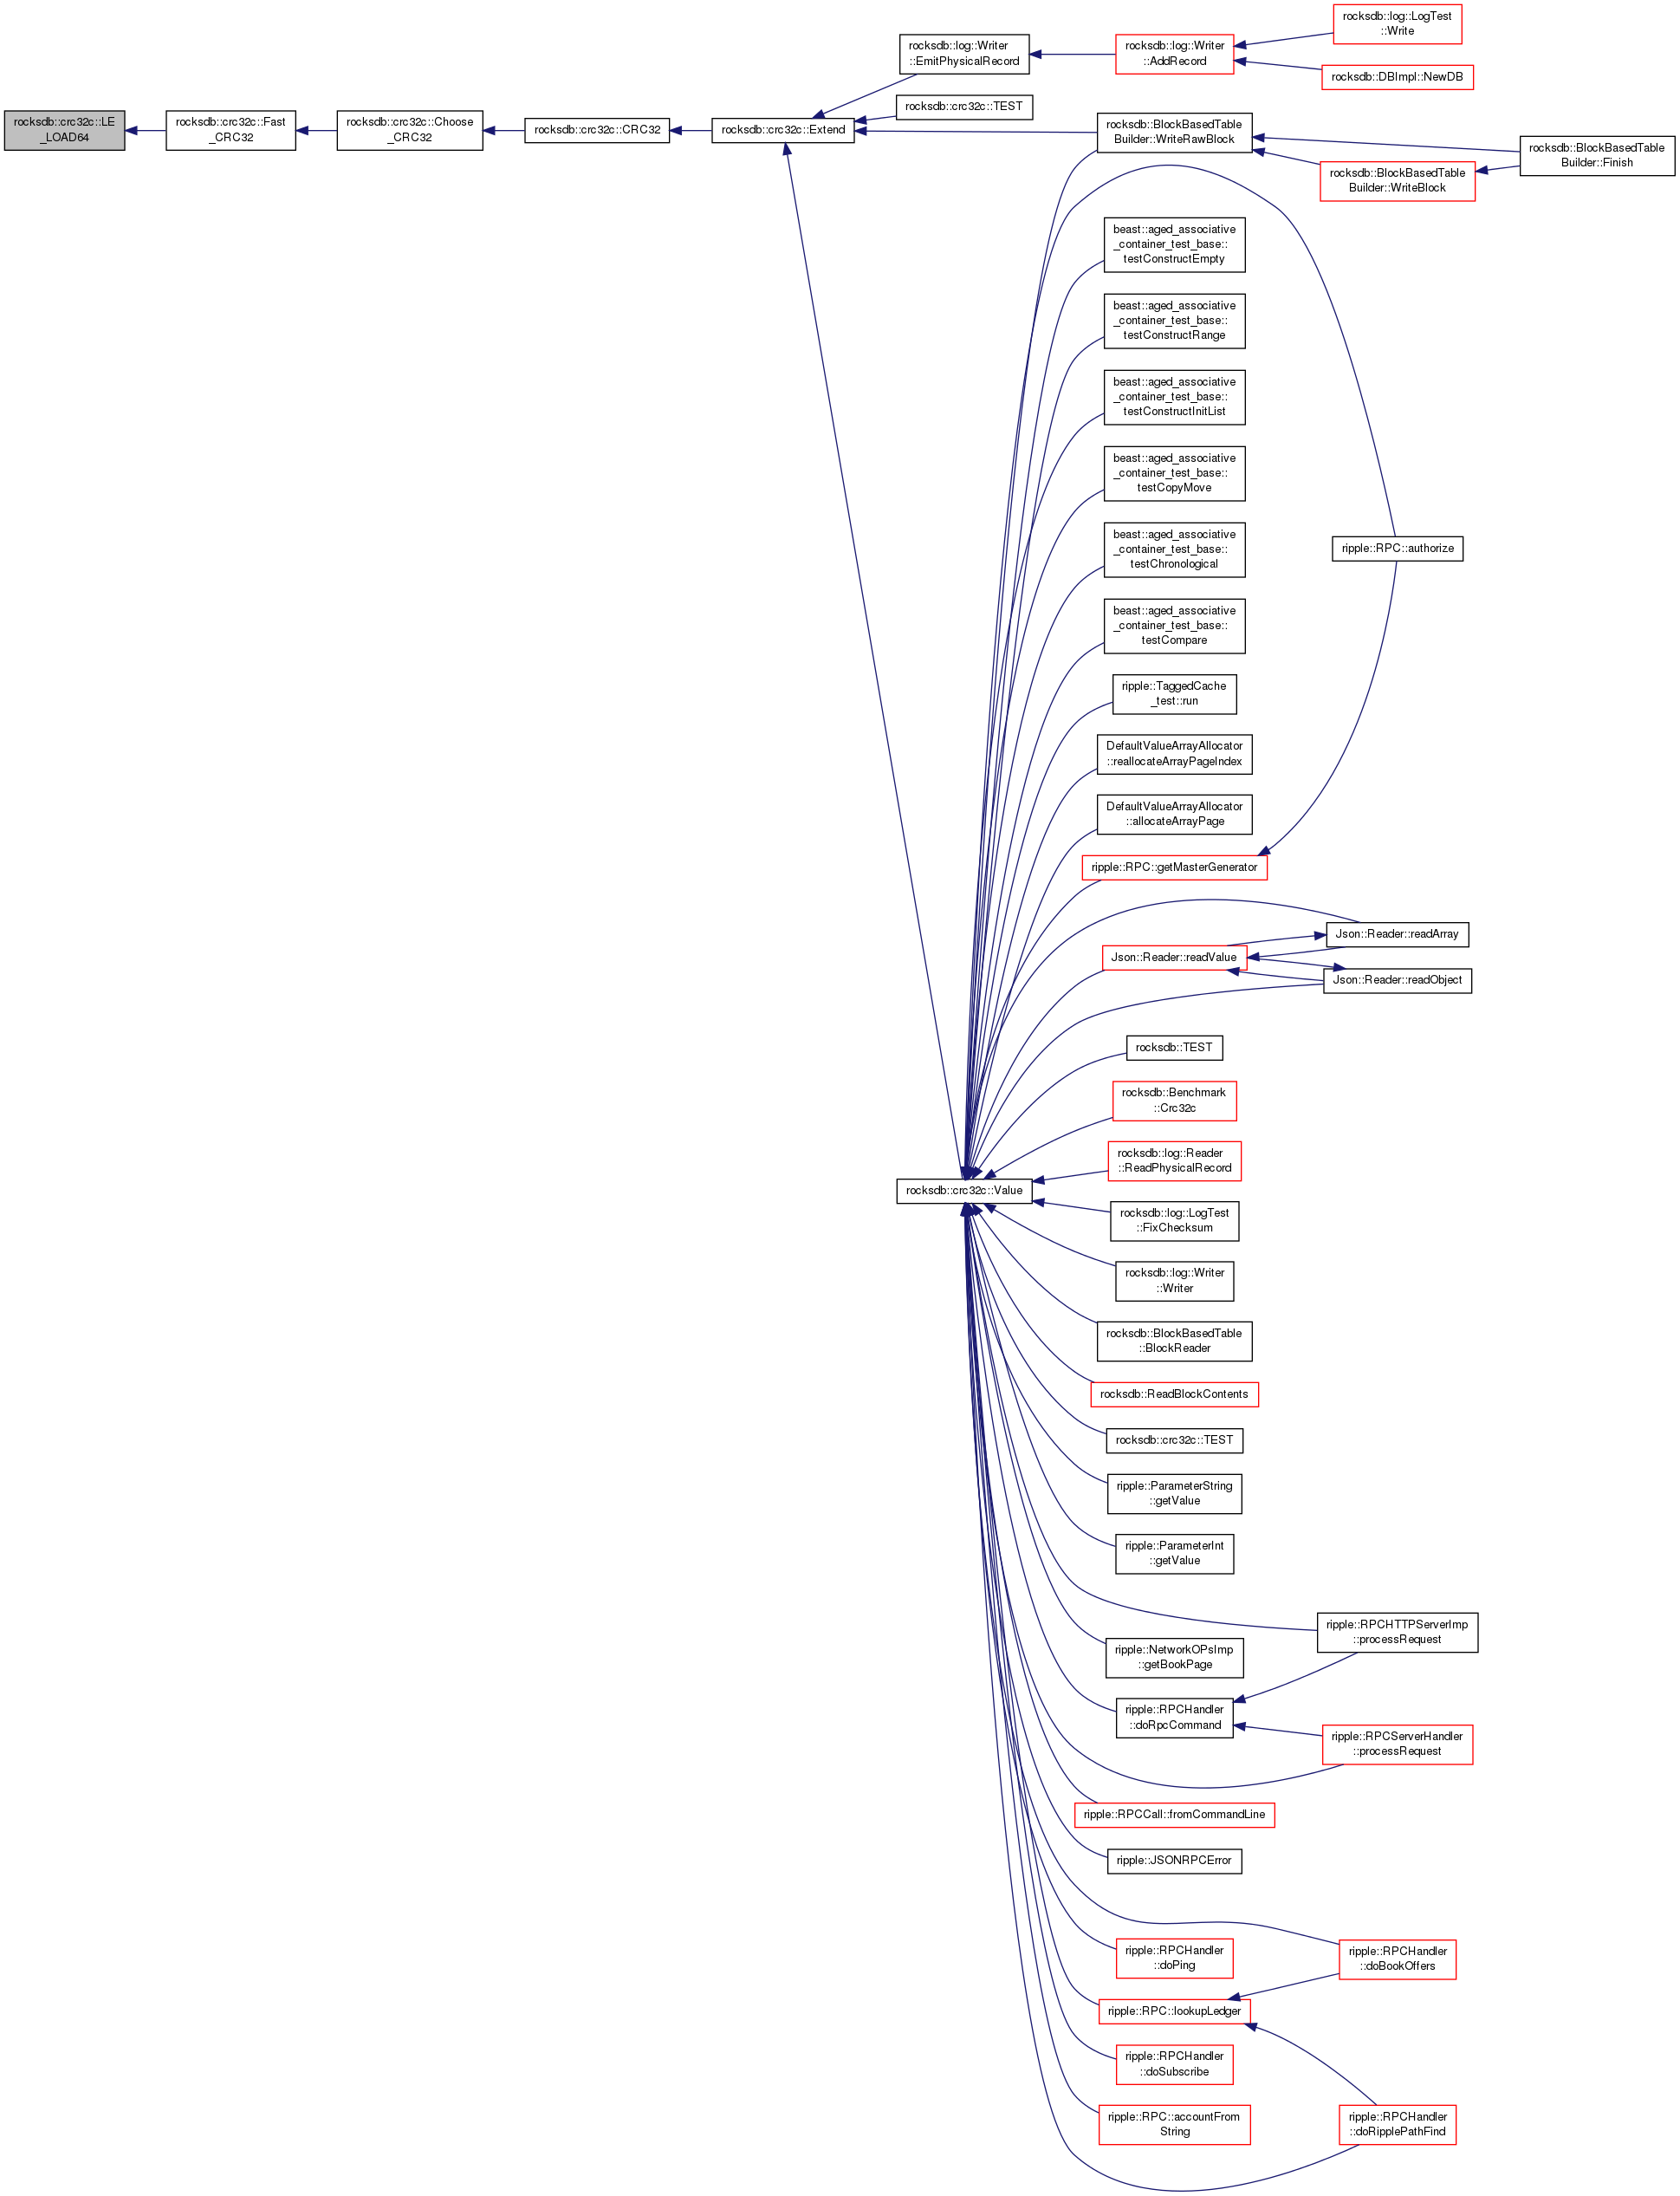 rocksdb::crc32c::LE
_LOAD64
rocksdb::crc32c::Fast
_CRC32
rocksdb::crc32c::Choose
_CRC32
rocksdb::crc32c::CRC32
rocksdb::crc32c::Extend
rocksdb::log::Writer
::EmitPhysicalRecord
rocksdb::log::Writer
::AddRecord
rocksdb::log::LogTest
::Write
rocksdb::DBImpl::NewDB
rocksdb::crc32c::TEST
rocksdb::BlockBasedTable
Builder::WriteRawBlock
rocksdb::BlockBasedTable
Builder::Finish
rocksdb::BlockBasedTable
Builder::WriteBlock
beast::aged_associative
_container_test_base::
testConstructEmpty
beast::aged_associative
_container_test_base::
testConstructRange
beast::aged_associative
_container_test_base::
testConstructInitList
beast::aged_associative
_container_test_base::
testCopyMove
beast::aged_associative
_container_test_base::
testChronological
ripple::RPC::authorize
beast::aged_associative
_container_test_base::
testCompare
ripple::TaggedCache
_test::run
DefaultValueArrayAllocator
::reallocateArrayPageIndex
DefaultValueArrayAllocator
::allocateArrayPage
ripple::RPC::getMasterGenerator
Json::Reader::readArray
Json::Reader::readValue
Json::Reader::readObject
rocksdb::TEST
rocksdb::Benchmark
::Crc32c
rocksdb::log::Reader
::ReadPhysicalRecord
rocksdb::crc32c::Value
rocksdb::log::LogTest
::FixChecksum
rocksdb::log::Writer
::Writer
rocksdb::BlockBasedTable
::BlockReader
rocksdb::ReadBlockContents
rocksdb::crc32c::TEST
ripple::ParameterString
::getValue
ripple::ParameterInt
::getValue
ripple::RPCHTTPServerImp
::processRequest
ripple::NetworkOPsImp
::getBookPage
ripple::RPCHandler
::doRpcCommand
ripple::RPCServerHandler
::processRequest
ripple::RPCCall::fromCommandLine
ripple::JSONRPCError
ripple::RPCHandler
::doPing
ripple::RPCHandler
::doBookOffers
ripple::RPC::lookupLedger
ripple::RPCHandler
::doSubscribe
ripple::RPC::accountFrom
String
ripple::RPCHandler
::doRipplePathFind